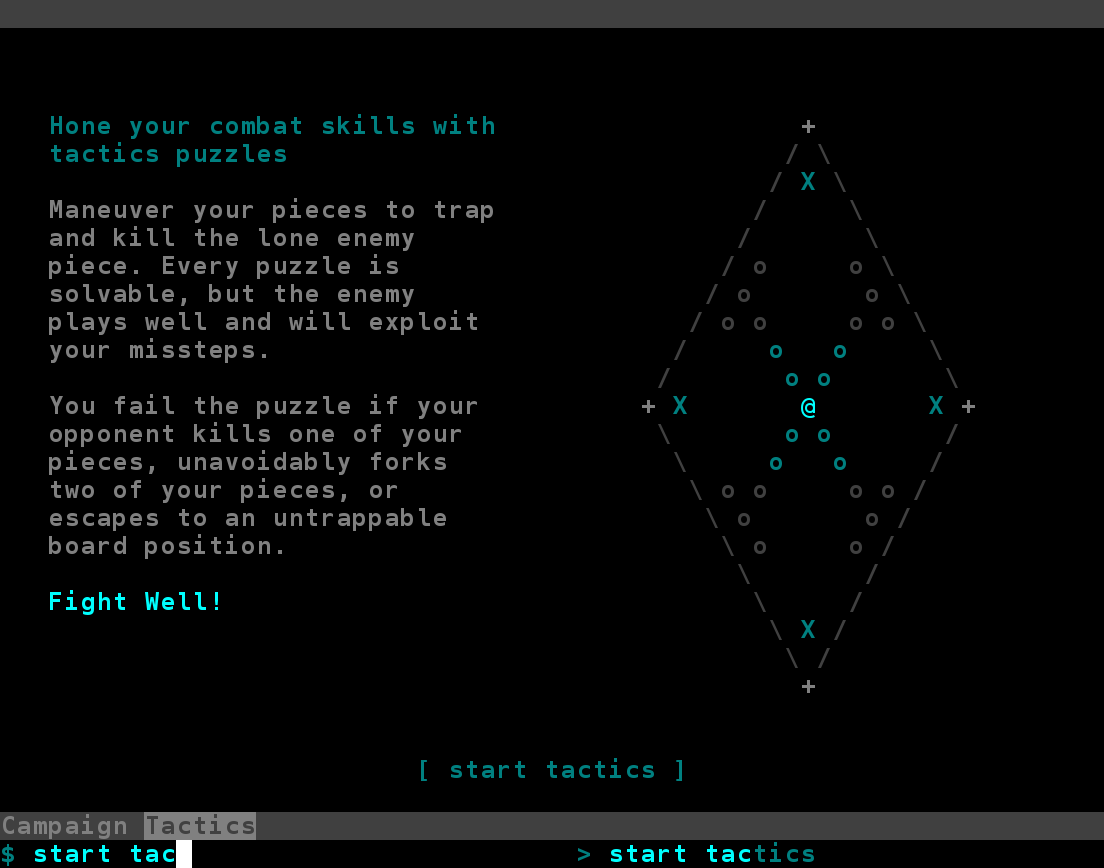 Hone your combat skills with
tactics puzzles
Maneuver your pieces to trap
and kill the lone enemy
piece. Every puzzle is
solvable, but the enemy
plays well and will exploit
your missteps.
You fail the puzzle if your
opponent kills one of your
pieces, unavoidably forks
two of your pieces, or
escapes to an untrappable
board position.
Fight Well!
+
/ \
/ X \
/ \
/ \
/ o o \
/ o o \
/ o o o o \
/ o o \
/ o o \
+ X @ X +
\ o o /
\ o o /
\ o o o o /
\ o o /
\ o o /
\ /
\ /
\ X /
\ /
+
[ start tactics ]
Campaign Tactics
$ start tac > start tactics